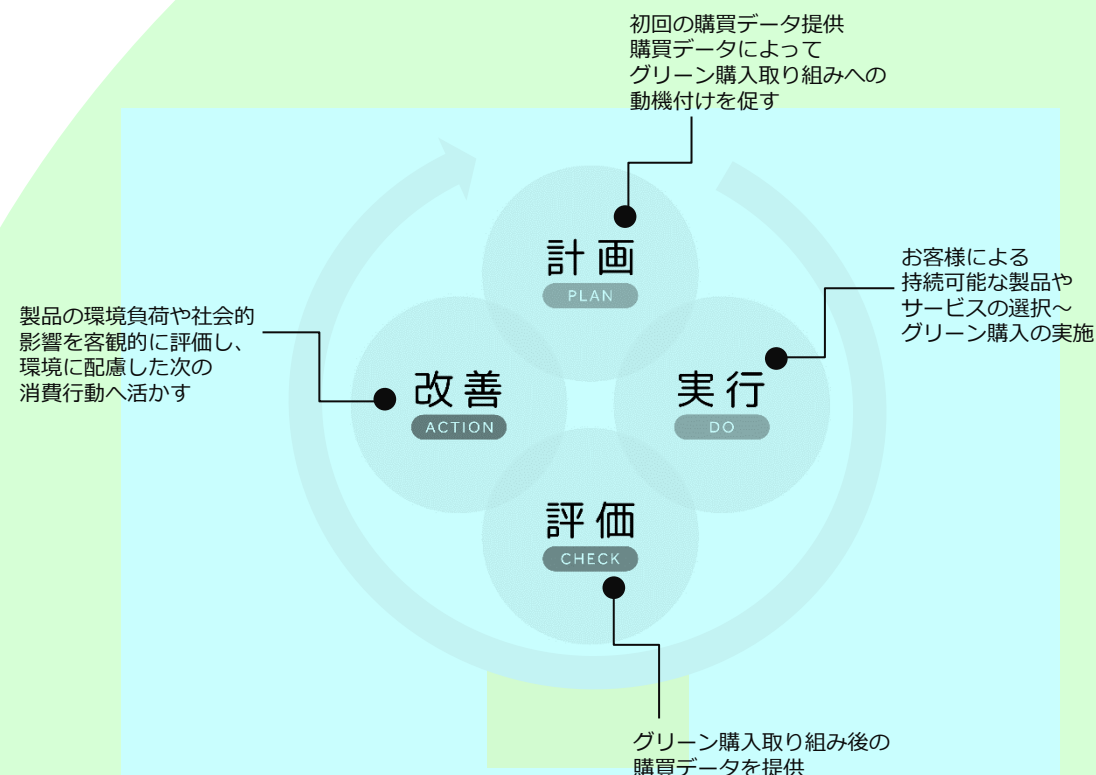 初回の購買データ提供
購買データによって
グリーン購入取り組みへの
動機付けを促す
計画
PLAN
お客様による
持続可能な製品や
サービスの選択～
グリーン購入の実施
実行
DO
製品の環境負荷や社会的
影響を客観的に評価し、
環境に配慮した次の
消費行動へ活かす
改善
ACTION
評価
CHECK
グリーン購入取り組み後の
購買データを提供